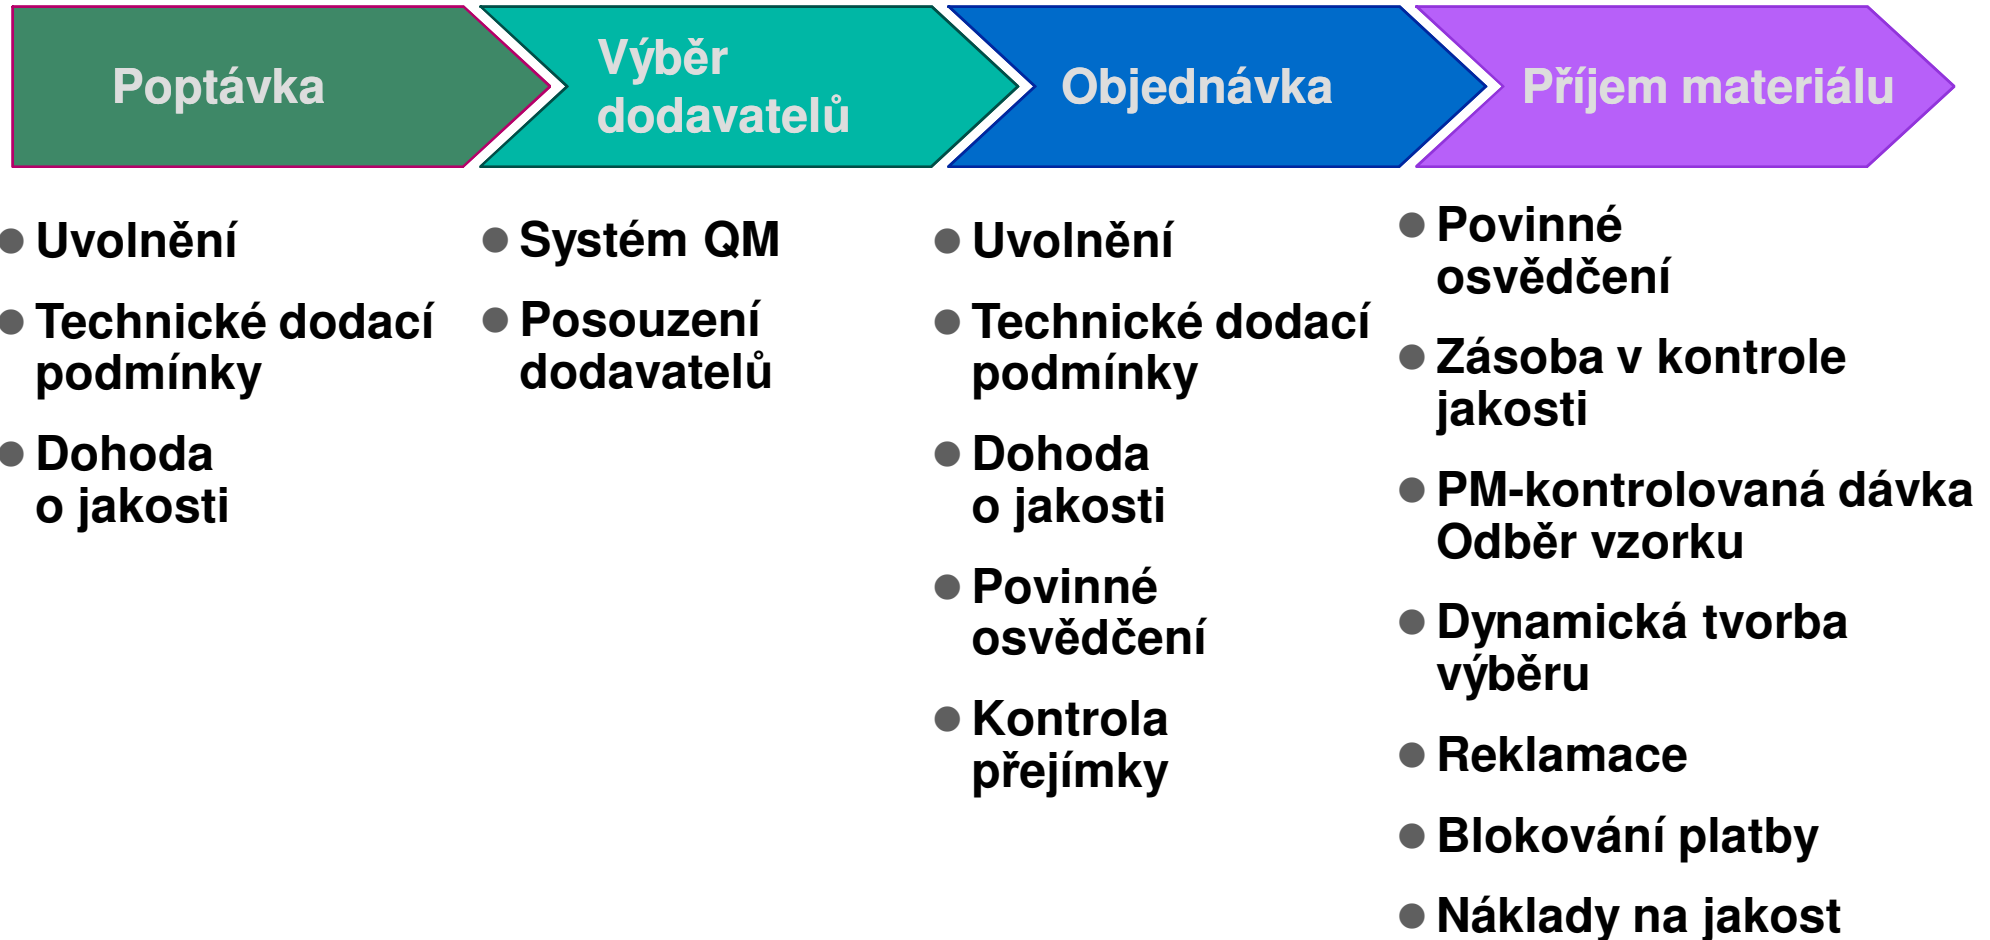 Poptávka
Výběr
dodavatelů
Objednávka
Příjem materiálu
Uvolnění
Technické dodací
podmínky
Dohoda
o jakosti
Systém QM
Posouzení
dodavatelů
Uvolnění
Technické dodací
podmínky
Dohoda
o jakosti
Povinné
osvědčení
Kontrola
přejímky
Povinné
osvědčení
Zásoba v kontrole
jakosti
PM-kontrolovaná dávka
Odběr vzorku
Dynamická tvorba
výběru
Reklamace
Blokování platby
Náklady na jakost